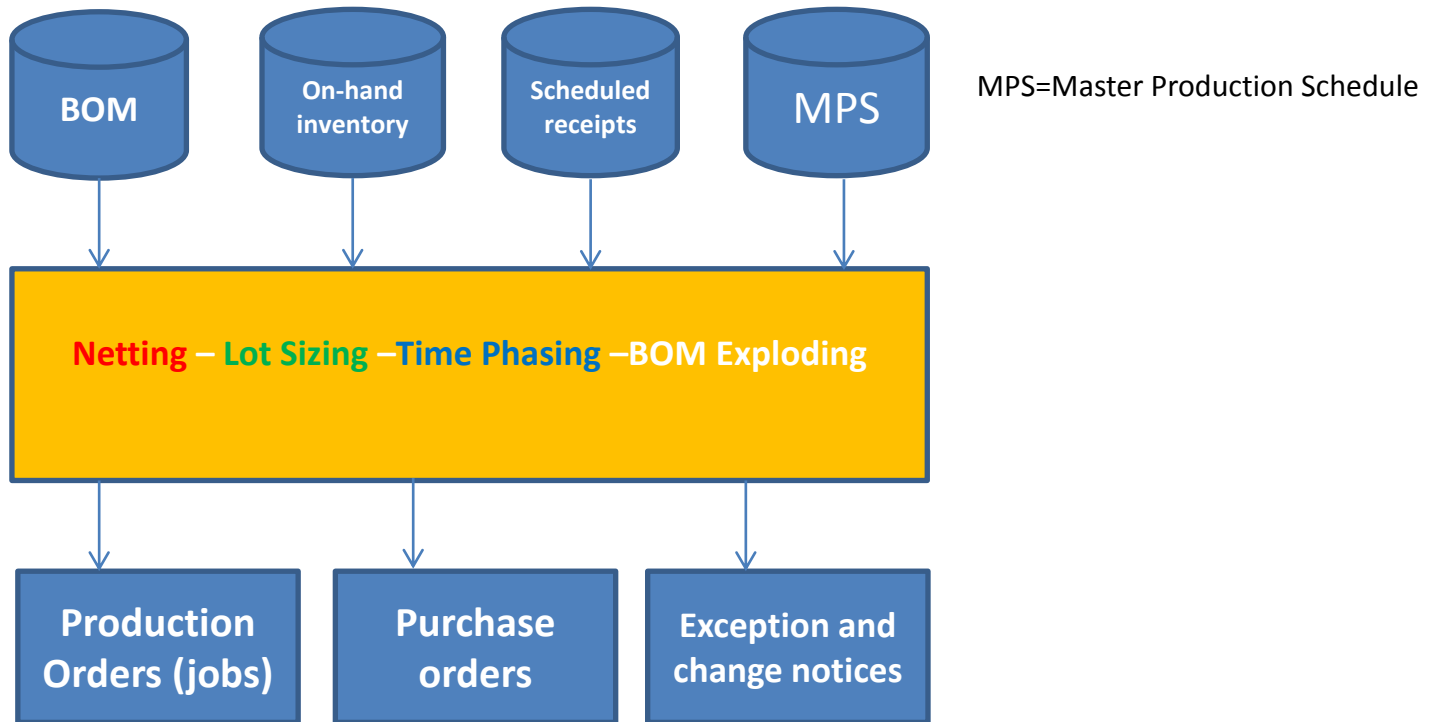 BOM
On-hand
inventory
Scheduled
receipts
MPS
MPS=Master Production Schedule
Netting – Lot Sizing –Time Phasing –BOM Exploding
Production
Orders (jobs)
Purchase
orders
Exception and
change notices